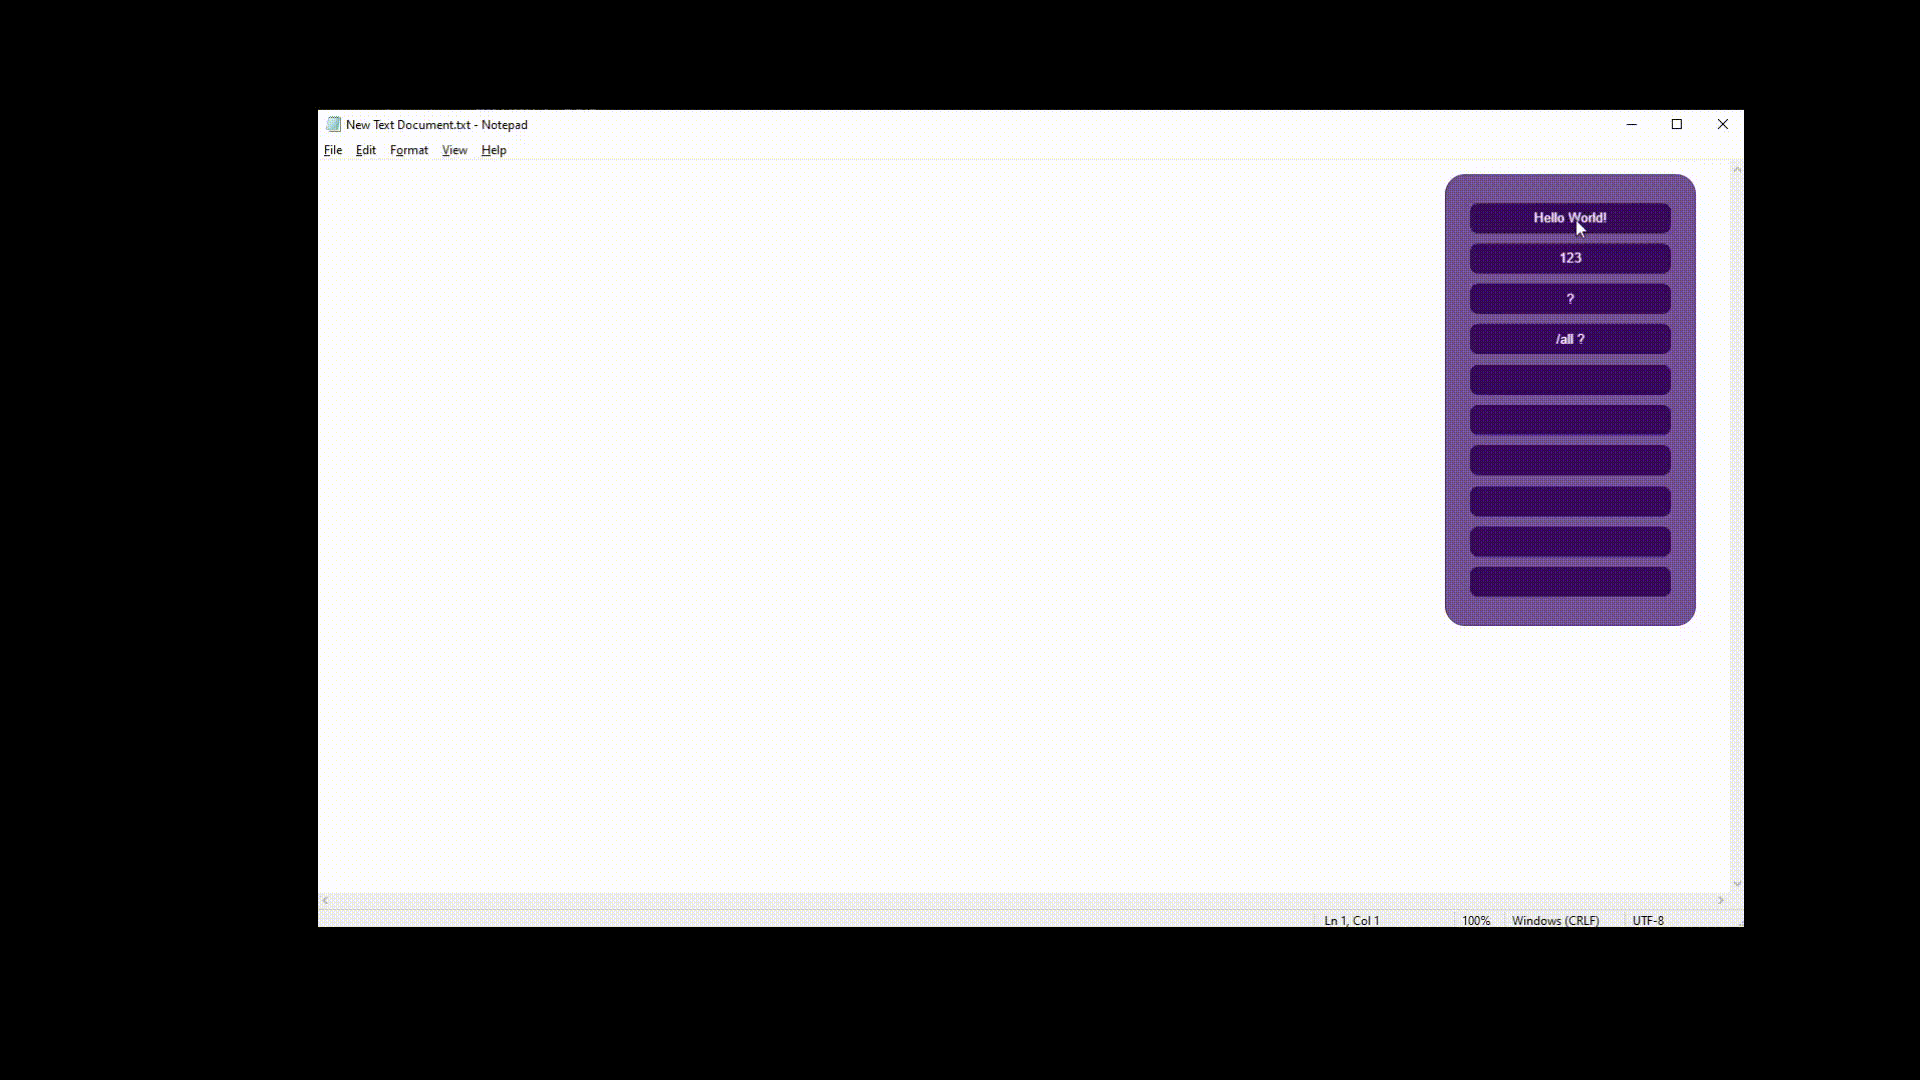 New Text Document.txt - Notepad
File Edit Format View Help
Hello World!
123
?
/all ?
Ln 1, Col 1 100% Windows (CRLF) UTF-8